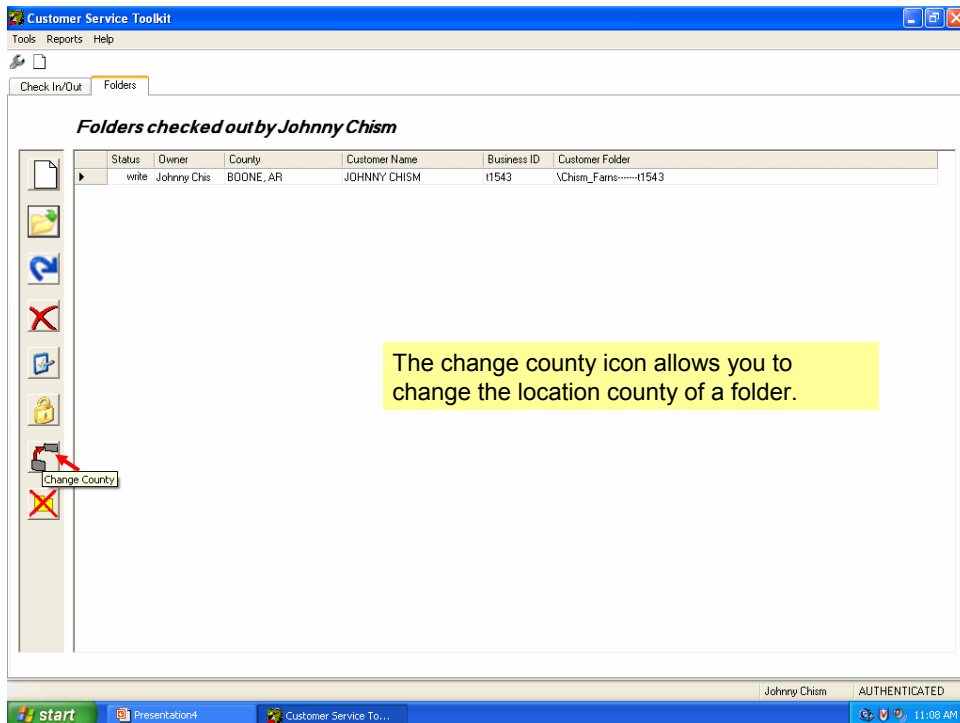 Customer Service Toolkit
Tools Reports Help
Check In/Out Folders
Folders checked out by Johnny Chism
Status Owner County Customer Name Business ID Customer Folder
write Johnny Chis BOONE, AR JOHNNY CHISM t1543 \Chism_Farns-------t1543
The change county icon allows you to
change the location county of a folder.
Change County
Johnny Chism AUTHENTICATED
start Presentation4 Customer Service To... 11:08 AM